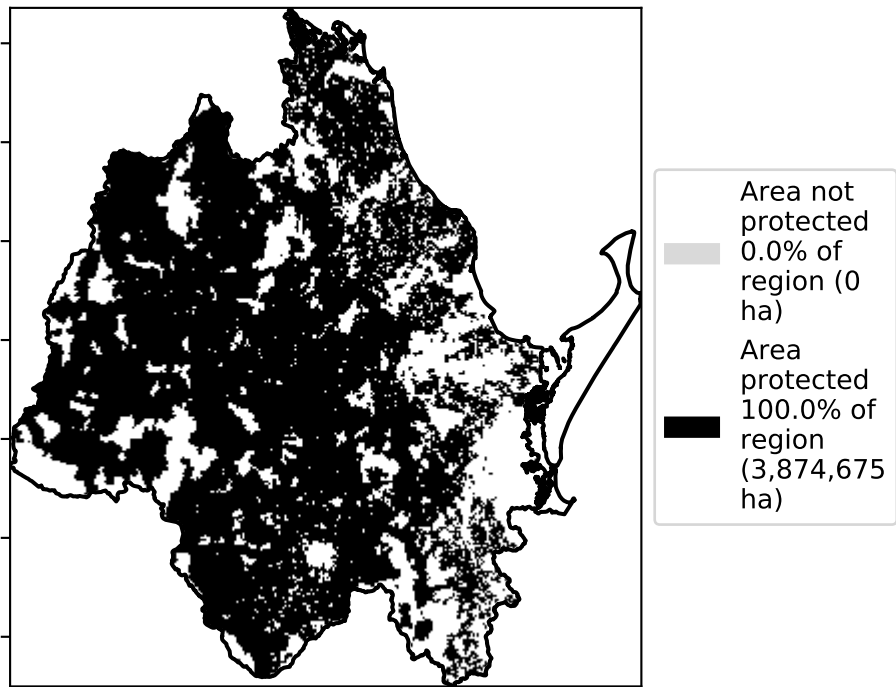 Area not
protected
0.0% of
region (0
ha)
Area
protected
100.0% of
region
(3,874,675
ha)